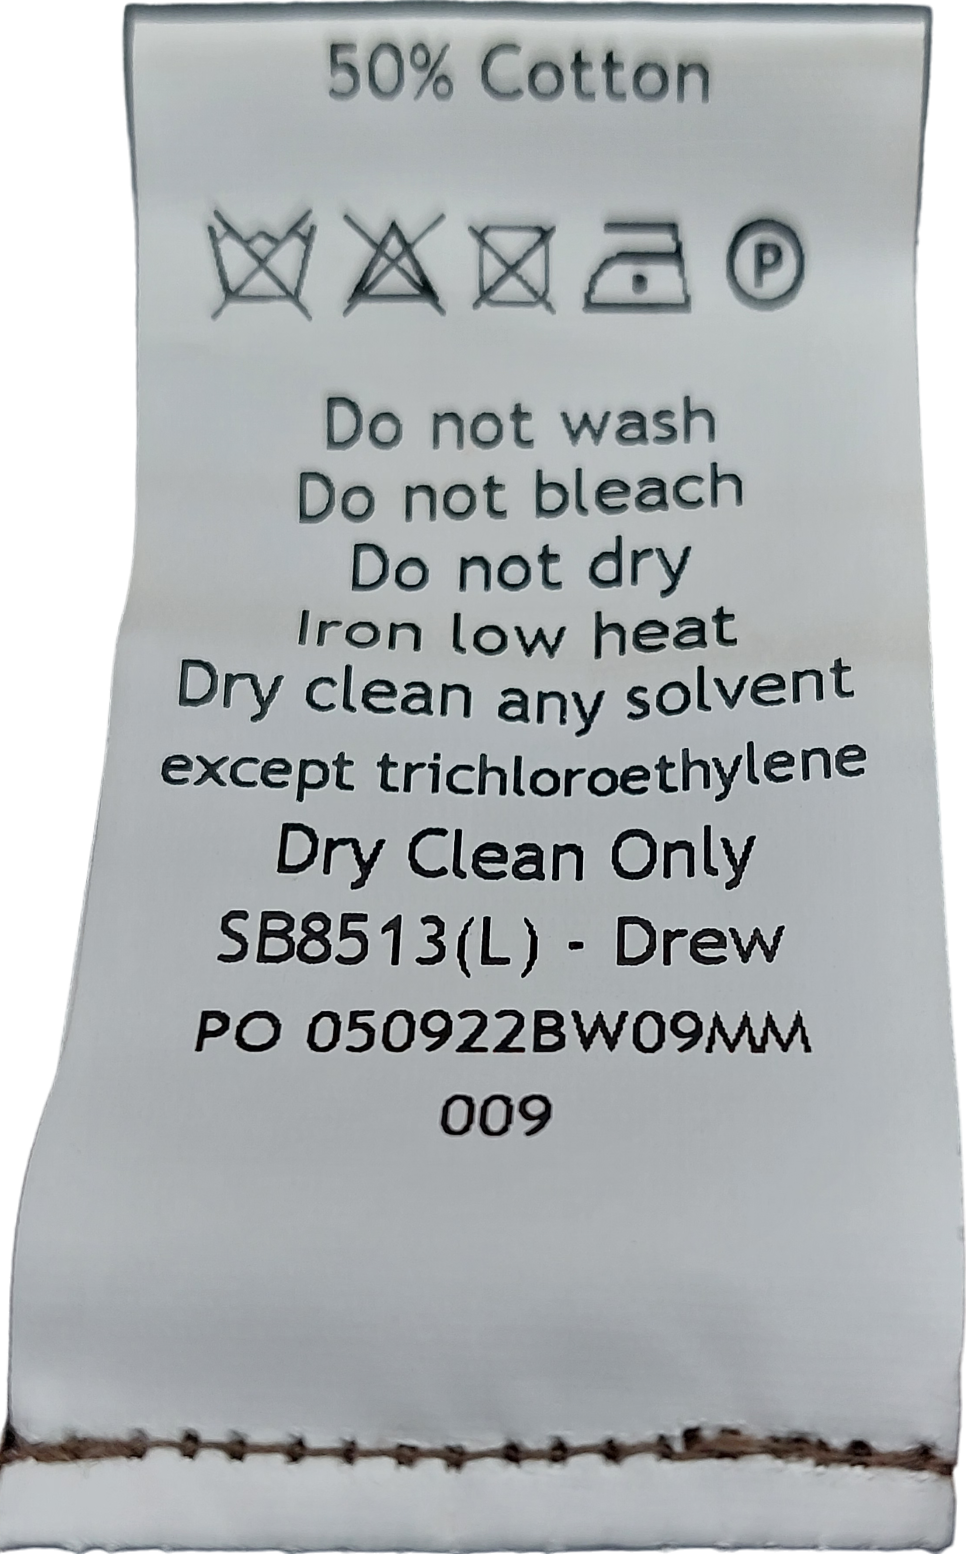 50% Cotton
P
Do not wash
Do not bleach
Do not dry
Iron low heat
Dry clean any solvent
except trichloroethylene
Dry Clean Only
SB8513(L) - Drew
PO 050922BW09MM
009